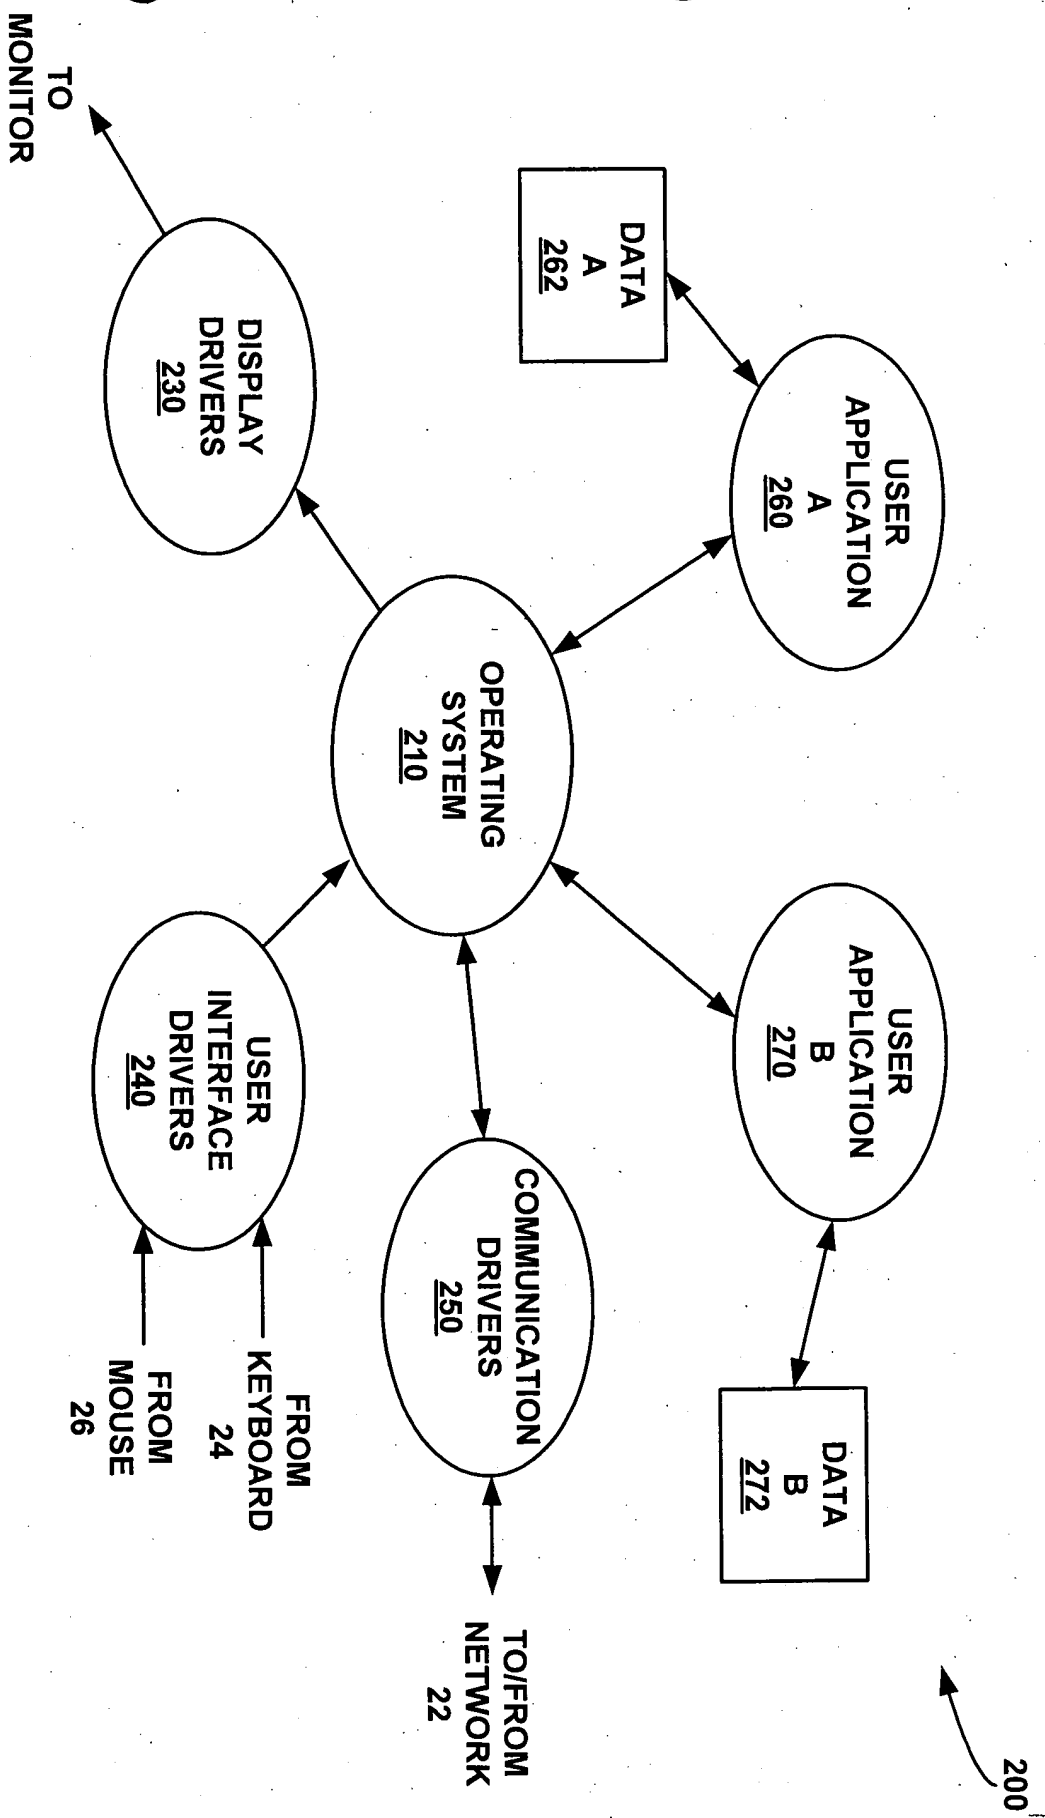 200
USER
APPLICATION
A
260
USER
APPLICATION
B
270
DATA
A
262
DATA
B
272
OPERATING
SYSTEM
210
COMMUNICATION
DRIVERS
250
TO/FROM
NETWORK
22
DISPLAY
DRIVERS
230
USER
INTERFACE
DRIVERS
240
FROM
KEYBOARD
24
FROM
MOUSE
26
TO
MONITOR